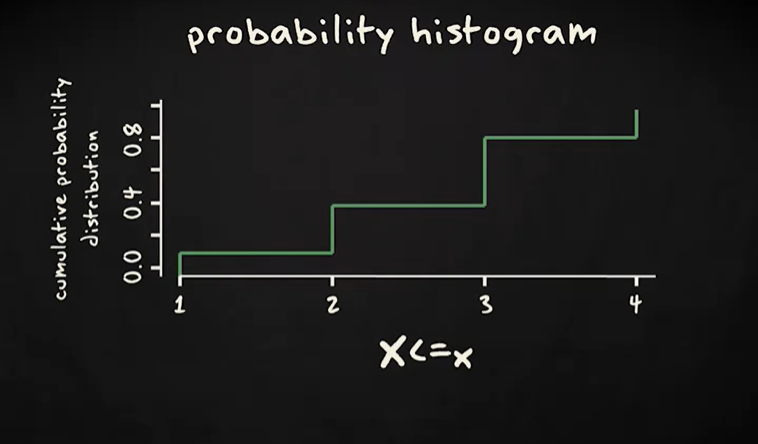 probability histogram
cumulative probability
distribution
0.8
0.4
0.0
1 2 3 4
X<=x